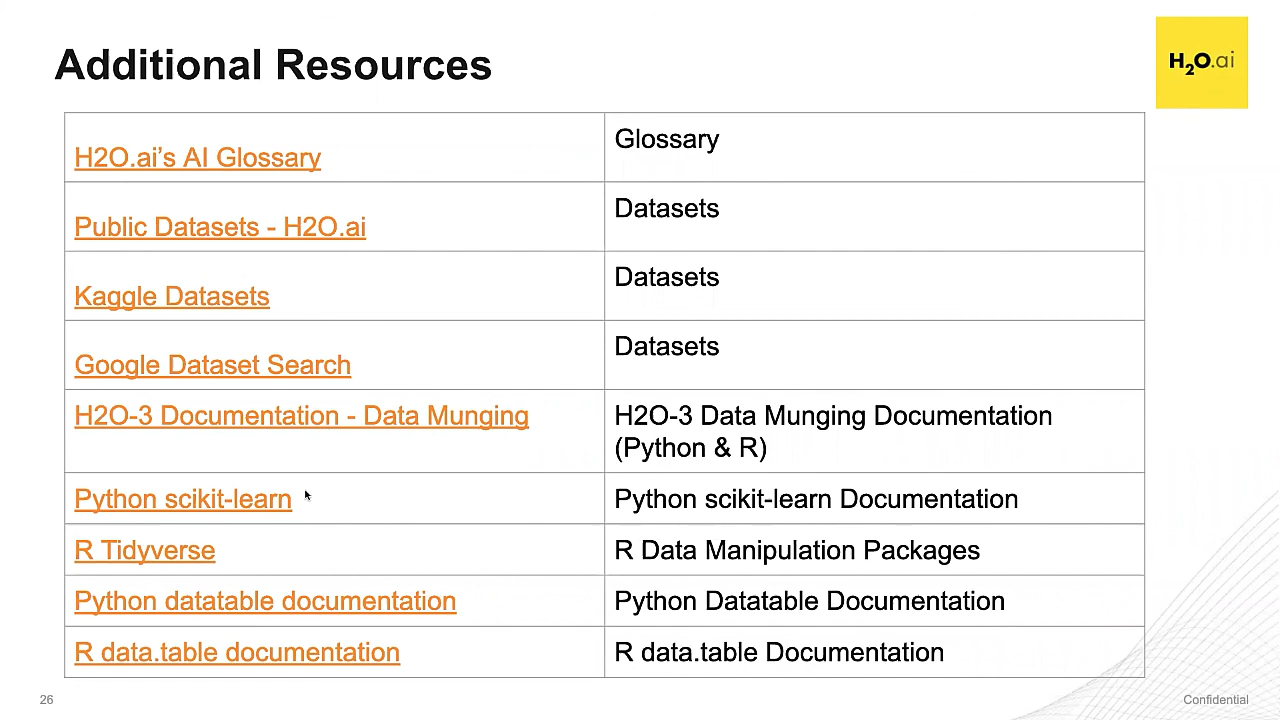 Additional Resources
H2O.ai
H2O.ai’s AI Glossary
Glossary
Public Datasets - H2O.ai
Datasets
Kaggle Datasets
Datasets
Google Dataset Search
Datasets
H2O-3 Documentation - Data Munging
H2O-3 Data Munging Documentation
(Python & R)
Python scikit-learn
Python scikit-learn Documentation
R Tidyverse
R Data Manipulation Packages
Python datatable documentation
Python Datatable Documentation
R data.table documentation
R data.table Documentation
26
Confidential